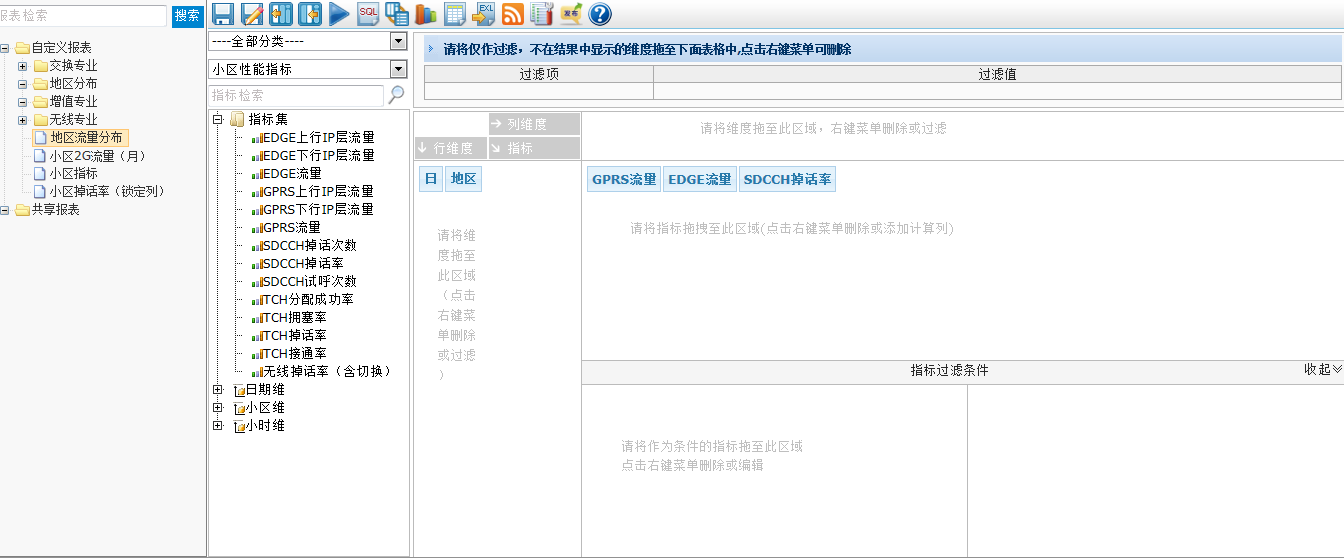 报表检索
搜索
自定义报表
交换专业
地区分布
增值专业
无线专业
地区流量分布
小区2G流量（月）
小区指标
小区掉话率（锁定列）
共享报表
SQL
EXL
发布
?
----全部分类----
小区性能指标
指标检索
指标集
EDGE上行IP层流量
EDGE下行IP层流量
EDGE流量
GPRS上行IP层流量
GPRS下行IP层流量
GPRS流量
SDCCH掉话次数
SDCCH掉话率
SDCCH试呼次数
TCH分配成功率
TCH拥塞率
TCH掉话率
TCH接通率
无线掉话率（含切换）
日期维
小区维
小时维
请将仅作过滤，不在结果中显示的维度拖至下面表格中,点击右键菜单可删除
过滤项 过滤值
列维度
行维度 指标
请将维度拖至此区域，右键菜单删除或过滤
日 地区
GPRS流量 EDGE流量 SDCCH掉话率
请将维
度拖至
此区域
（点击
右键菜
单删除
或过滤
）
请将指标拖拽至此区域(点击右键菜单删除或添加计算列)
指标过滤条件 收起
请将作为条件的指标拖至此区域
点击右键菜单删除或编辑